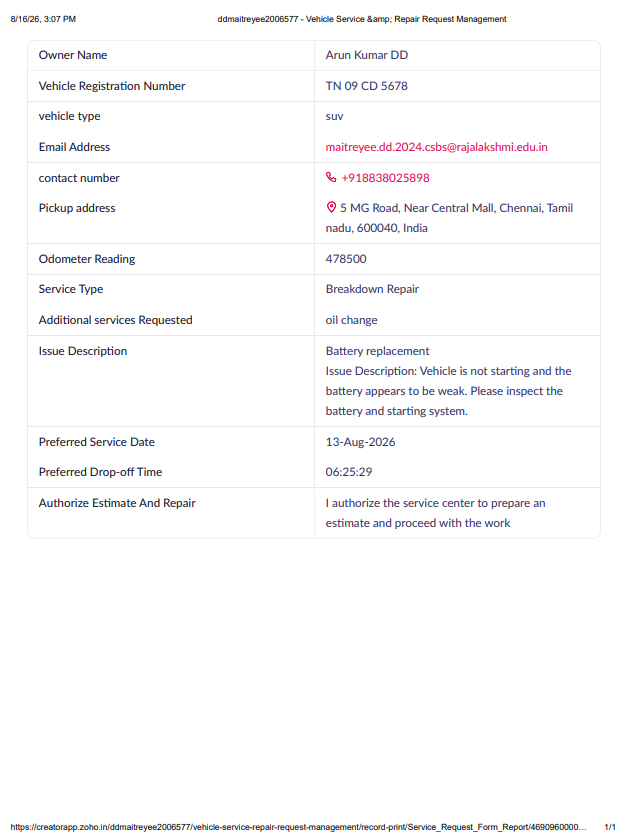 8/16/26, 3:07 PM ddmaitreyee2006577 - Vehicle Service &amp; Repair Request Management
Owner Name Arun Kumar DD
Vehicle Registration Number TN 09 CD 5678
vehicle type suv
Email Address maitreyee.dd.2024.csbs@rajalakshmi.edu.in
contact number +918838025898
Pickup address 5 MG Road, Near Central Mall, Chennai, Tamil
nadu, 600040, India
Odometer Reading 478500
Service Type Breakdown Repair
Additional services Requested oil change
Issue Description Battery replacement
Issue Description: Vehicle is not starting and the
battery appears to be weak. Please inspect the
battery and starting system.
Preferred Service Date 13-Aug-2026
Preferred Drop-off Time 06:25:29
Authorize Estimate And Repair I authorize the service center to prepare an
estimate and proceed with the work
https://creatorapp.zoho.in/ddmaitreyee2006577/vehicle-service-repair-request-management/record-print/Service_Request_Form_Report/4690960000... 1/1